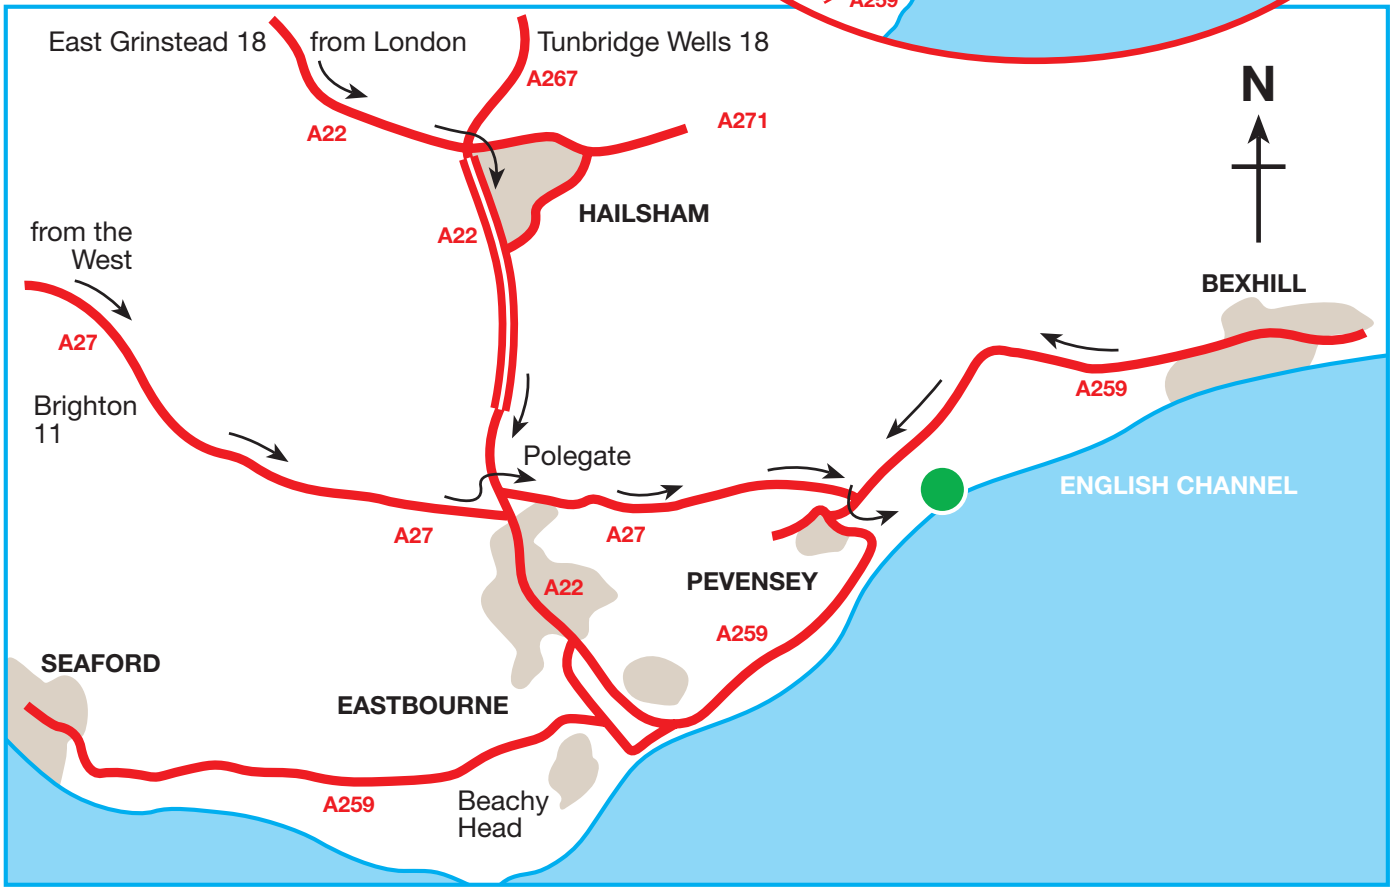 A259
East Grinstead 18
from London
Tunbridge Wells 18
A267
N
A22
A271
HAILSHAM
from the
West
A22
BEXHILL
A27
A259
Brighton
11
Polegate
ENGLISH CHANNEL
A27
A27
PEVENSEY
A22
A259
SEAFORD
EASTBOURNE
A259
Beachy
Head